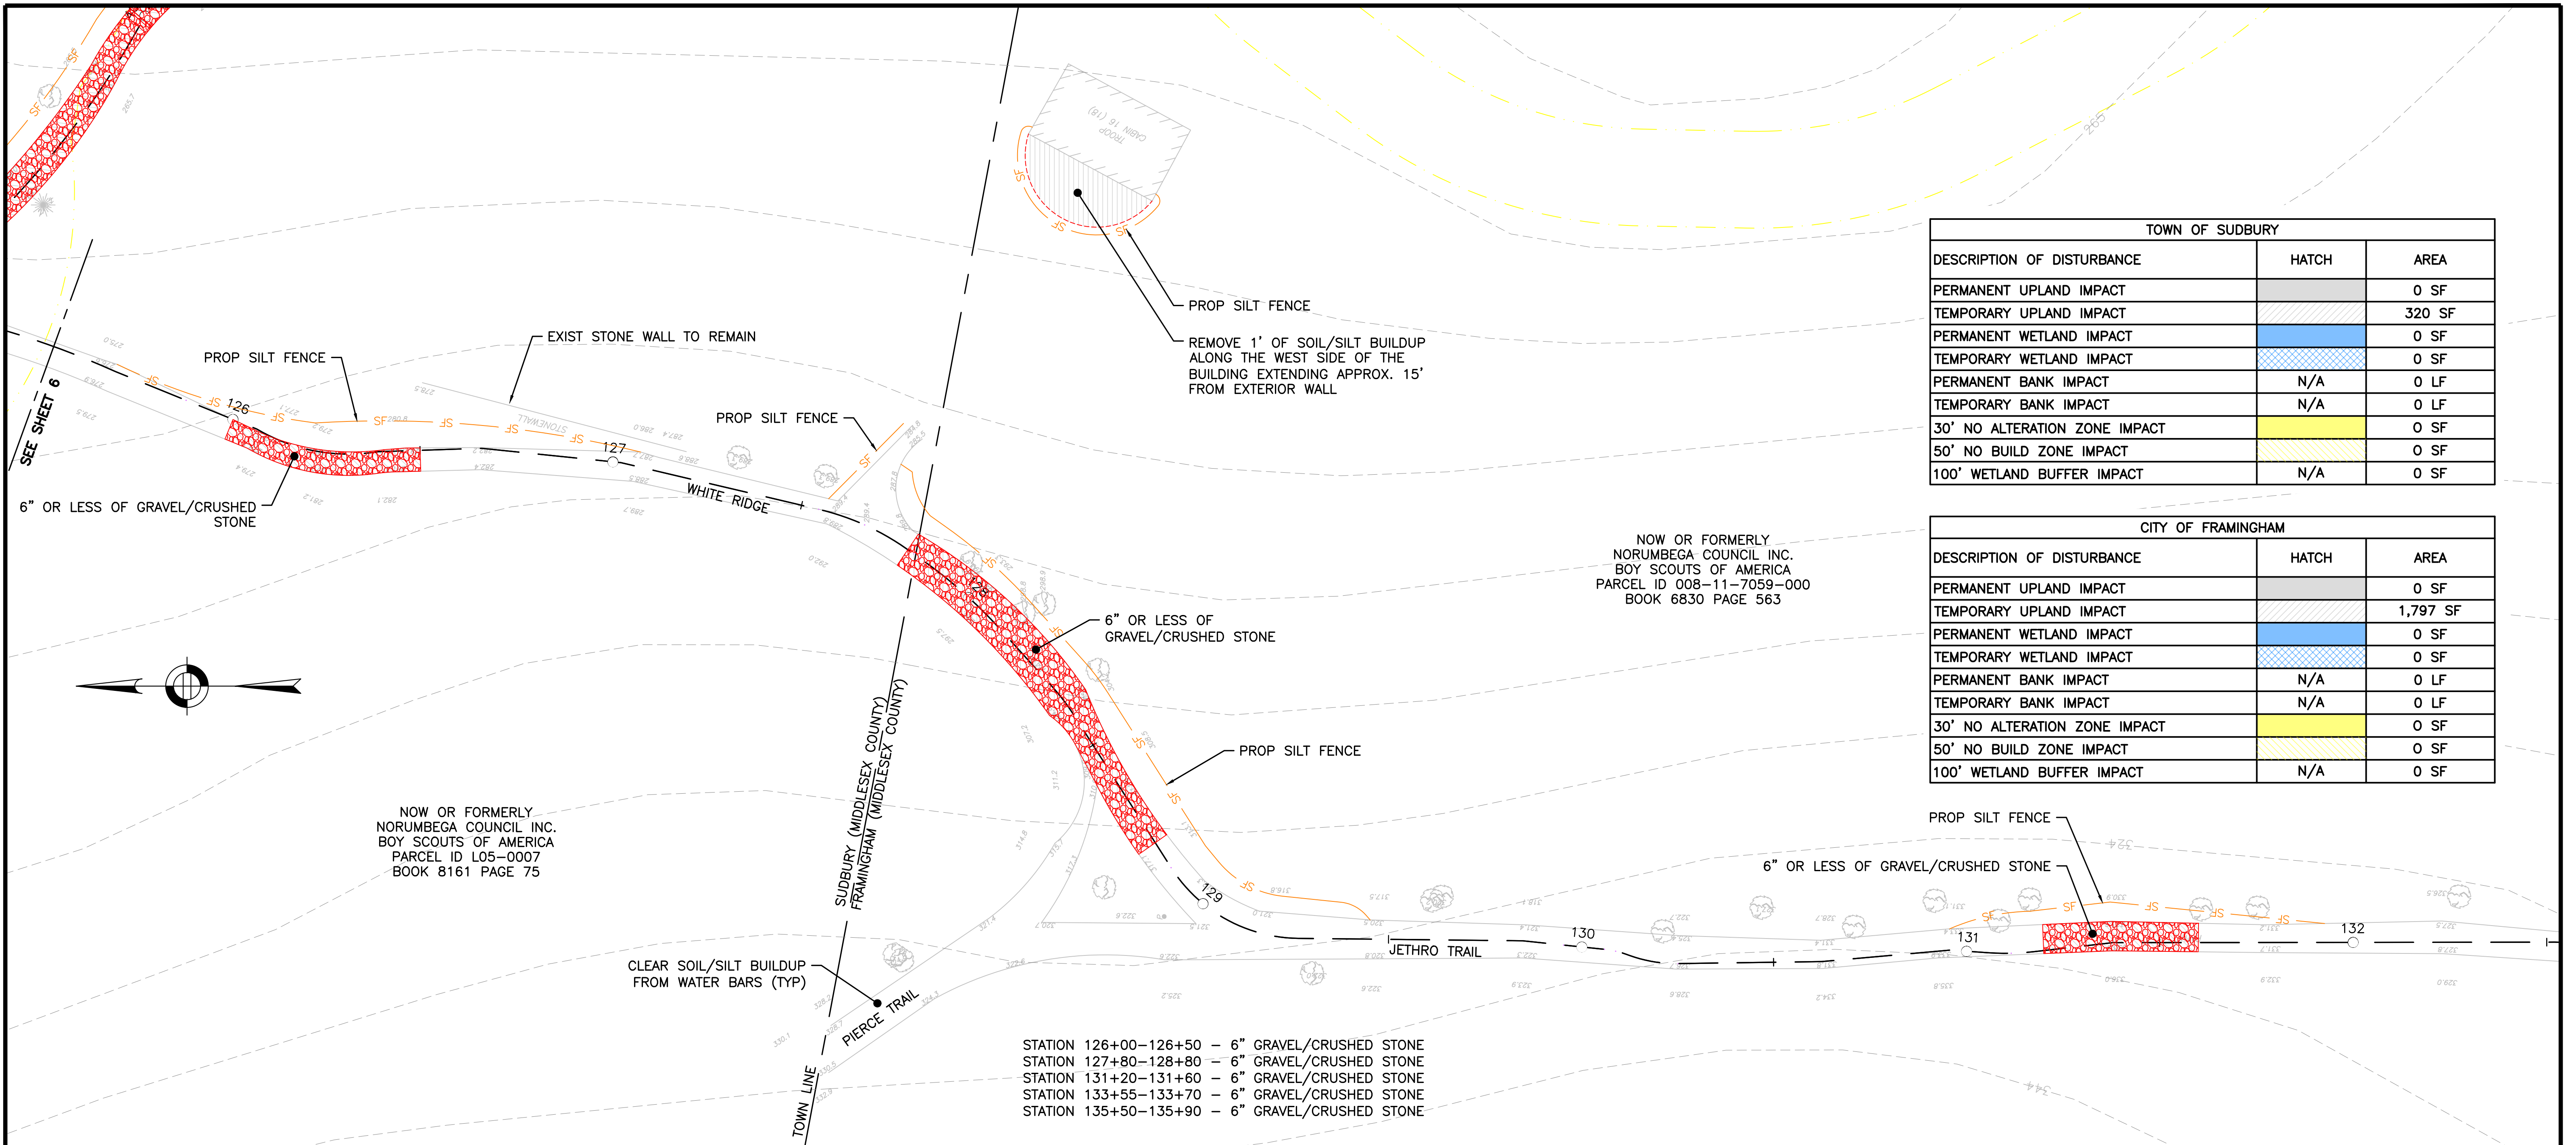 TROOP
CABIN 16 (18)
265
265.7
PROP SILT FENCE
REMOVE 1' OF SOIL/SILT BUILDUP
ALONG THE WEST SIDE OF THE
BUILDING EXTENDING APPROX. 15'
FROM EXTERIOR WALL
TOWN OF SUDBURY
DESCRIPTION OF DISTURBANCE HATCH AREA
PERMANENT UPLAND IMPACT 0 SF
TEMPORARY UPLAND IMPACT 320 SF
PERMANENT WETLAND IMPACT 0 SF
TEMPORARY WETLAND IMPACT 0 SF
PERMANENT BANK IMPACT N/A 0 LF
TEMPORARY BANK IMPACT N/A 0 LF
30' NO ALTERATION ZONE IMPACT 0 SF
50' NO BUILD ZONE IMPACT 0 SF
100' WETLAND BUFFER IMPACT N/A 0 SF
CITY OF FRAMINGHAM
DESCRIPTION OF DISTURBANCE HATCH AREA
PERMANENT UPLAND IMPACT 0 SF
TEMPORARY UPLAND IMPACT 1,797 SF
PERMANENT WETLAND IMPACT 0 SF
TEMPORARY WETLAND IMPACT 0 SF
PERMANENT BANK IMPACT N/A 0 LF
TEMPORARY BANK IMPACT N/A 0 LF
30' NO ALTERATION ZONE IMPACT 0 SF
50' NO BUILD ZONE IMPACT 0 SF
100' WETLAND BUFFER IMPACT N/A 0 SF
EXIST STONE WALL TO REMAIN
PROP SILT FENCE
SEE SHEET 6
126
127
STONEWALL
PROP SILT FENCE
WHITE RIDGE
6" OR LESS OF GRAVEL/CRUSHED
STONE
128
6" OR LESS OF
GRAVEL/CRUSHED STONE
NOW OR FORMERLY
NORUMBEGA COUNCIL INC.
BOY SCOUTS OF AMERICA
PARCEL ID 008-11-7059-000
BOOK 6830 PAGE 563
PROP SILT FENCE
SUDBURY (MIDDLESEX COUNTY)
FRAMINGHAM (MIDDLESEX COUNTY)
NOW OR FORMERLY
NORUMBEGA COUNCIL INC.
BOY SCOUTS OF AMERICA
PARCEL ID L05-0007
BOOK 8161 PAGE 75
PROP SILT FENCE
6" OR LESS OF GRAVEL/CRUSHED STONE
324
129
130
131
132
JETHRO TRAIL
CLEAR SOIL/SILT BUILDUP
FROM WATER BARS (TYP)
PIERCE TRAIL
TOWN LINE
344
STATION 126+00-126+50 - 6" GRAVEL/CRUSHED STONE
STATION 127+80-128+80 - 6" GRAVEL/CRUSHED STONE
STATION 131+20-131+60 - 6" GRAVEL/CRUSHED STONE
STATION 133+55-133+70 - 6" GRAVEL/CRUSHED STONE
STATION 135+50-135+90 - 6" GRAVEL/CRUSHED STONE